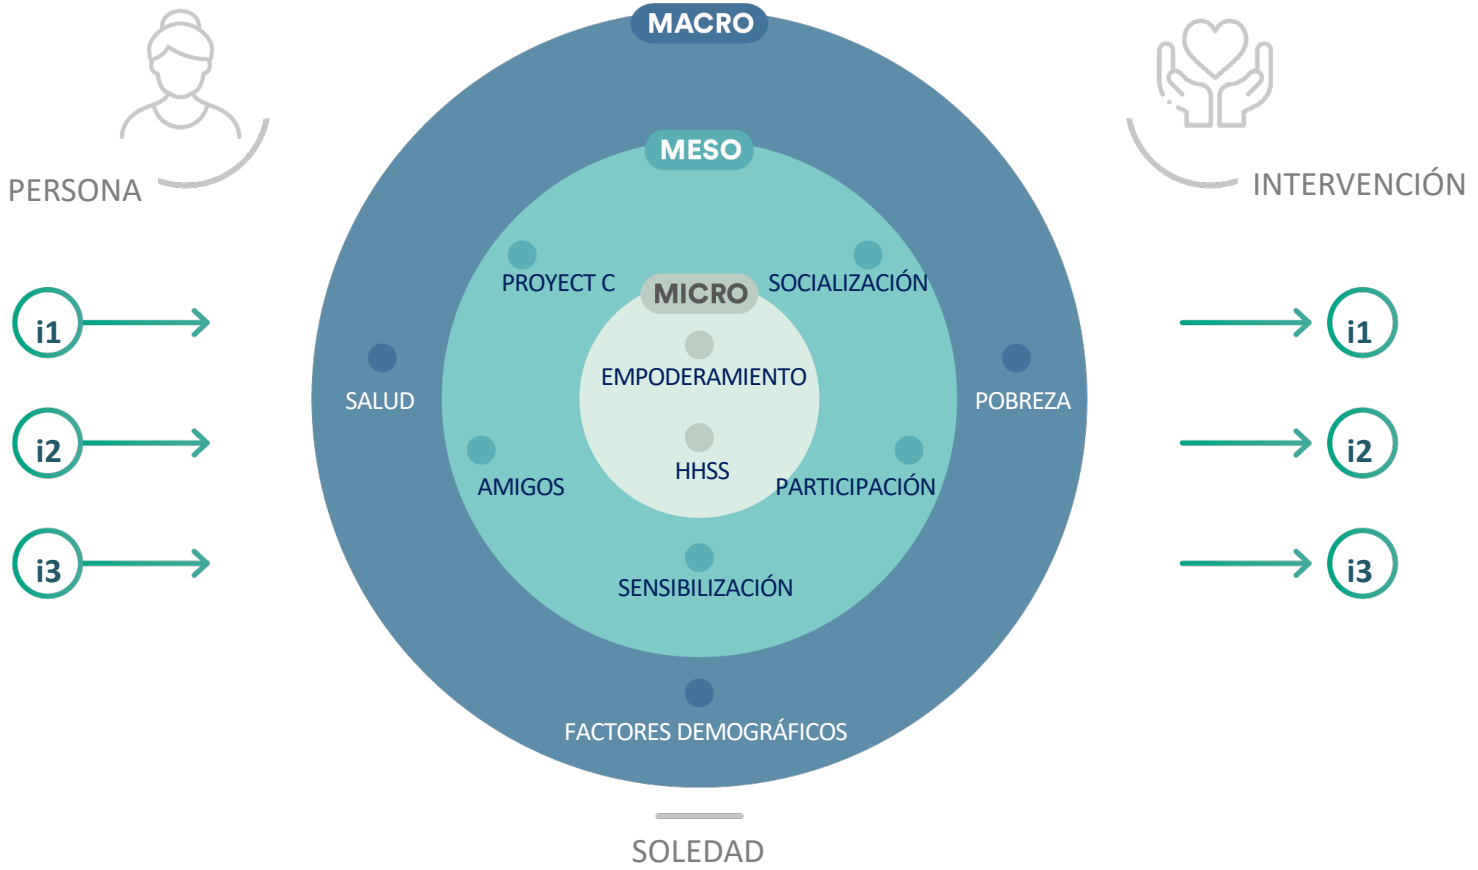 MACRO
MESO
PERSONA
INTERVENCIÓN
PROYECT C
SOCIALIZACIÓN
MICRO
i1
i1
EMPODERAMIENTO
SALUD
POBREZA
i2
i2
HHSS
AMIGOS
PARTICIPACIÓN
i3
i3
SENSIBILIZACIÓN
FACTORES DEMOGRÁFICOS
SOLEDAD